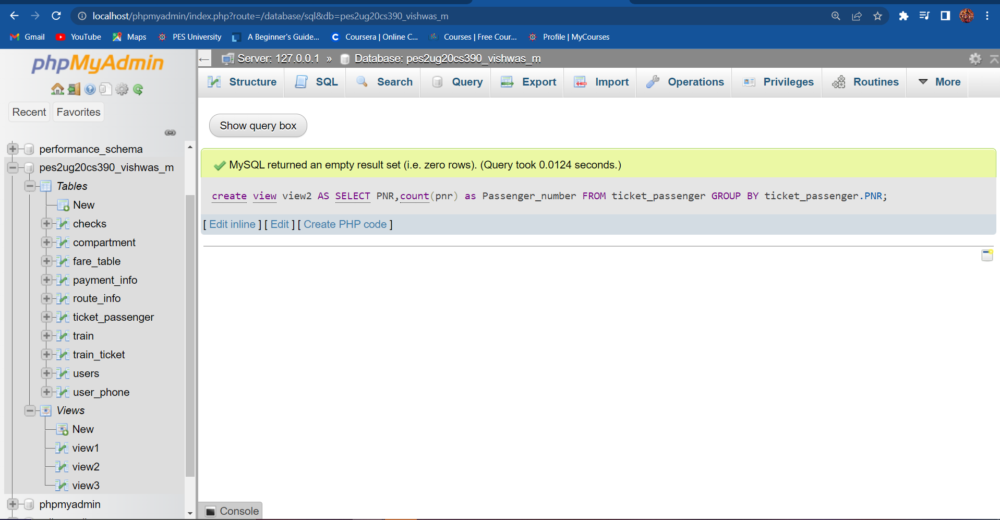 localhost/phpmyadmin/index.php?route=/database/sql&db=pes2ug20cs390_vishwas_m
Gmail YouTube Maps PES University A Beginner's Guide... Coursera | Online C... Courses | Free Cour... Profile | MyCourses
phpMyAdmin
Recent Favorites
performance_schema
pes2ug20cs390_vishwas_m
Tables
New
checks
compartment
fare_table
payment_info
route_info
ticket_passenger
train
train_ticket
users
user_phone
Views
New
view1
view2
view3
phpmyadmin
Server: 127.0.0.1 » Database: pes2ug20cs390_vishwas_m
Structure SQL Search Query Export Import Operations Privileges Routines More
Show query box
MySQL returned an empty result set (i.e. zero rows). (Query took 0.0124 seconds.)
create view view2 AS SELECT PNR,count(pnr) as Passenger_number FROM ticket_passenger GROUP BY ticket_passenger.PNR;
[ Edit inline ] [ Edit ] [ Create PHP code ]
Console